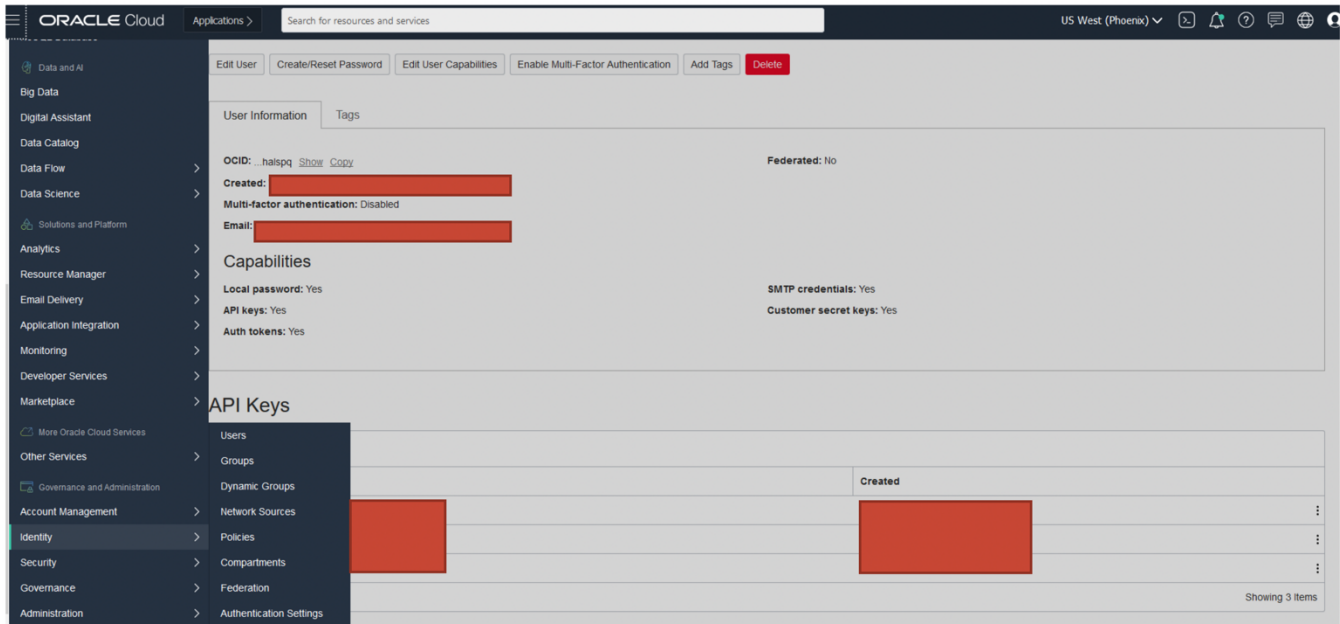 ORACLE Cloud Applications > Search for resources and services US West (Phoenix)
Data and AI
Big Data
Digital Assistant
Data Catalog
Data Flow
Data Science
Solutions and Platform
Analytics
Resource Manager
Email Delivery
Application Integration
Monitoring
Developer Services
Marketplace
More Oracle Cloud Services
Other Services
Governance and Administration
Account Management
Identity
Security
Governance
Administration
Users
Groups
Dynamic Groups
Network Sources
Policies
Compartments
Federation
Authentication Settings
Edit User Create/Reset Password Edit User Capabilities Enable Multi-Factor Authentication Add Tags Delete
User Information Tags
OCID: ...halspq Show Copy Federated: No
Created:
Multi-factor authentication: Disabled
Email:
Capabilities
Local password: Yes SMTP credentials: Yes
API keys: Yes Customer secret keys: Yes
Auth tokens: Yes
API Keys
Created
Showing 3 Items